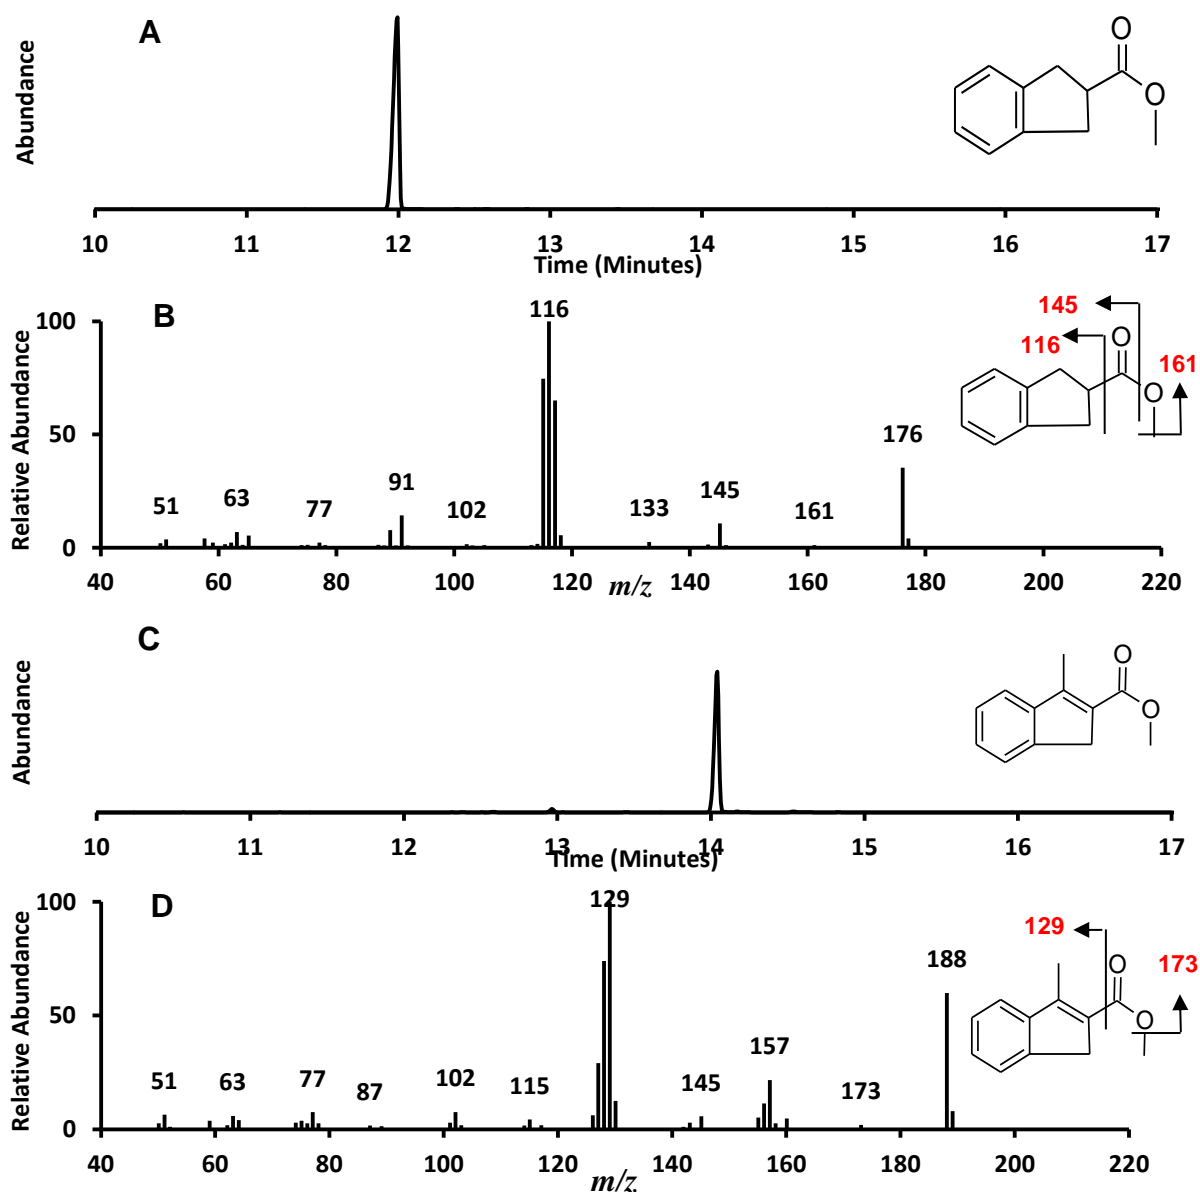 A
Abundance
O
O
10 11 12 13 14 15 16 17
Time (Minutes)
B
Relative Abundance
100
50
0
116
51 63 77 91 102 133 145 161 176
145
116
161
O
O
40 60 80 100 120 140 160 180 200 220
m/z
C
Abundance
O
O
10 11 12 13 14 15 16 17
Time (Minutes)
D
Relative Abundance
100
50
0
129
51 63 77 87 102 115 145 157 173 188
129
173
O
O
40 60 80 100 120 140 160 180 200 220
m/z